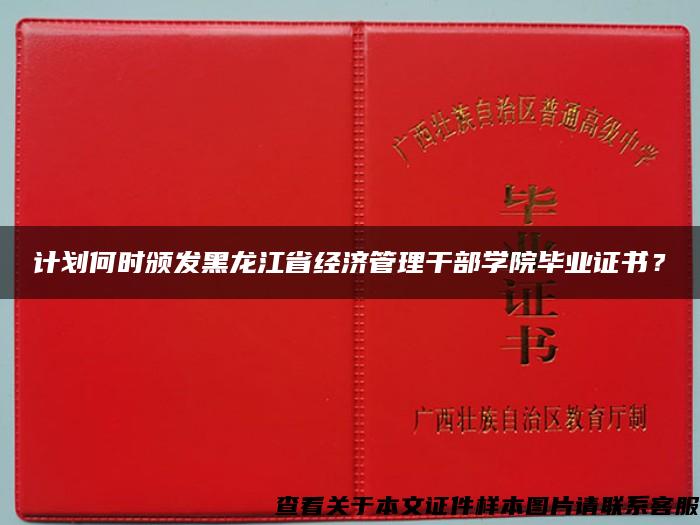 广西壮族自治区普通高级中学
毕业证书
计划何时颁发黑龙江省经济管理干部学院毕业证书？
广西壮族自治区教育厅制
查看关于本文证件样本图片请联系客服